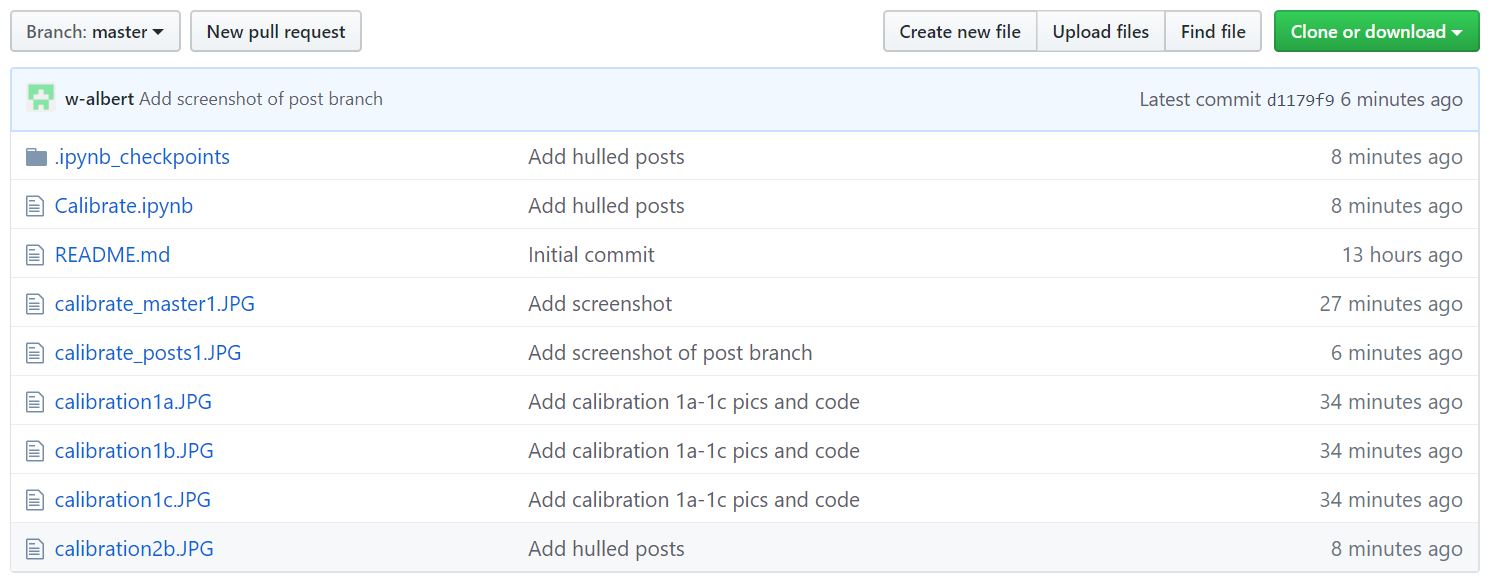 Branch: master New pull request Create new file Upload files Find file Clone or download
w-albert Add screenshot of post branch Latest commit d1179f9 6 minutes ago
.ipynb_checkpoints Add hulled posts 8 minutes ago
Calibrate.ipynb Add hulled posts 8 minutes ago
README.md Initial commit 13 hours ago
calibrate_master1.JPG Add screenshot 27 minutes ago
calibrate_posts1.JPG Add screenshot of post branch 6 minutes ago
calibration1a.JPG Add calibration 1a-1c pics and code 34 minutes ago
calibration1b.JPG Add calibration 1a-1c pics and code 34 minutes ago
calibration1c.JPG Add calibration 1a-1c pics and code 34 minutes ago
calibration2b.JPG Add hulled posts 8 minutes ago